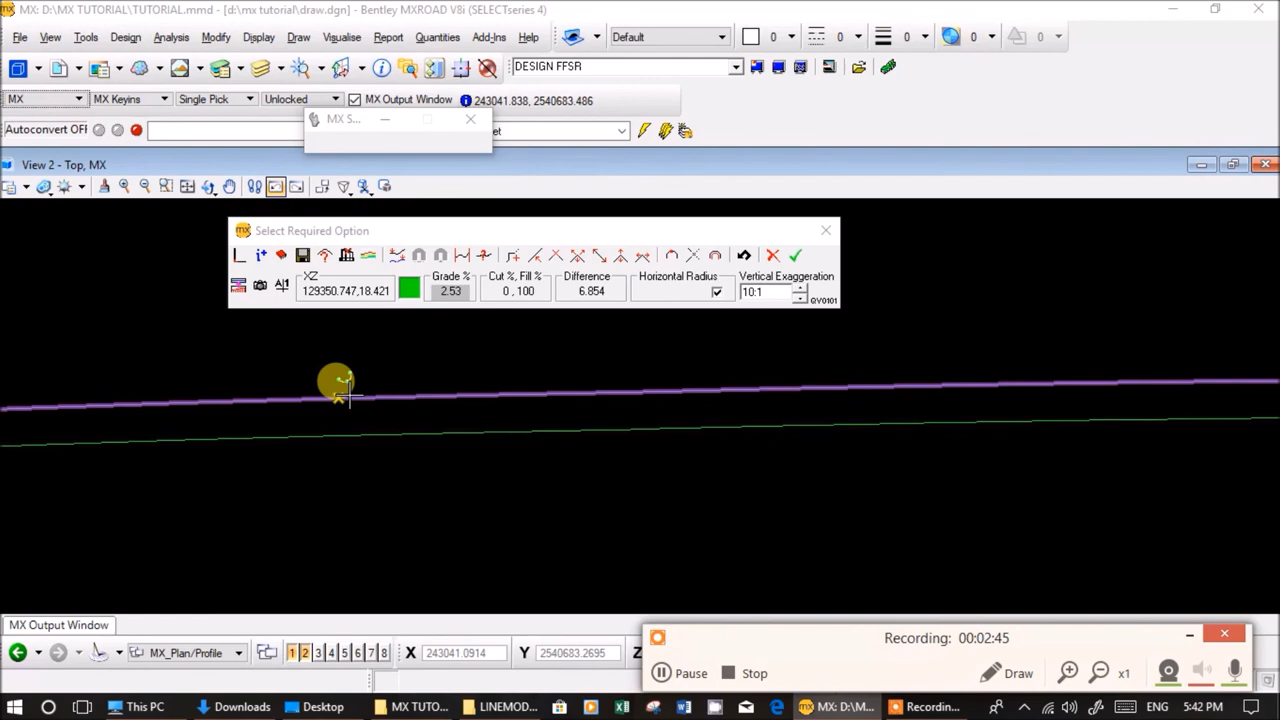 MX: D:\MX TUTORIAL\TUTORIAL.mmd - [d:\mx tutorial\draw.dgn] - Bentley MXROAD V8i (SELECTseries 4)
File View Tools Design Analysis Modify Display Draw Visualise Report Quantities Add-Ins Help Default 0 0 0 0 0
DESIGN FFSR
MX MX Keyins Single Pick Unlocked MX Output Window 243041.838, 2540683.486
MX S...
Autoconvert OFF et
View 2 - Top, MX
Select Required Option
XZ Grade % Cut %, Fill % Difference Horizontal Radius Vertical Exaggeration
129350.747,18.421 2.53 0 , 100 6.854 10:1 QV0101
MX Output Window
Recording: 00:02:45
MX_Plan/Profile 1 2 3 4 5 6 7 8 X 243041.0914 Y 2540683.2695 Z
Pause Stop Draw x1
This PC Downloads Desktop MX TUTO... LINEMOD... MX: D:\M... Recordin... ENG 5:42 PM